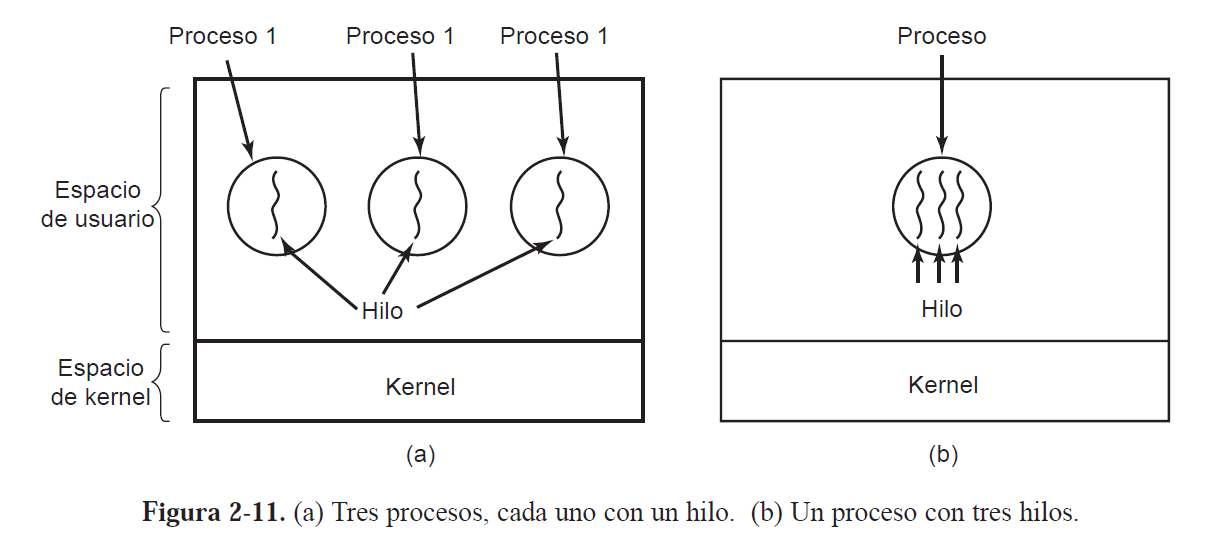 Proceso 1 Proceso 1 Proceso 1
Proceso
Espacio
de usuario
Hilo
Hilo
Espacio
de kernel
Kernel
Kernel
(a)
(b)
Figura 2-11. (a) Tres procesos, cada uno con un hilo. (b) Un proceso con tres hilos.